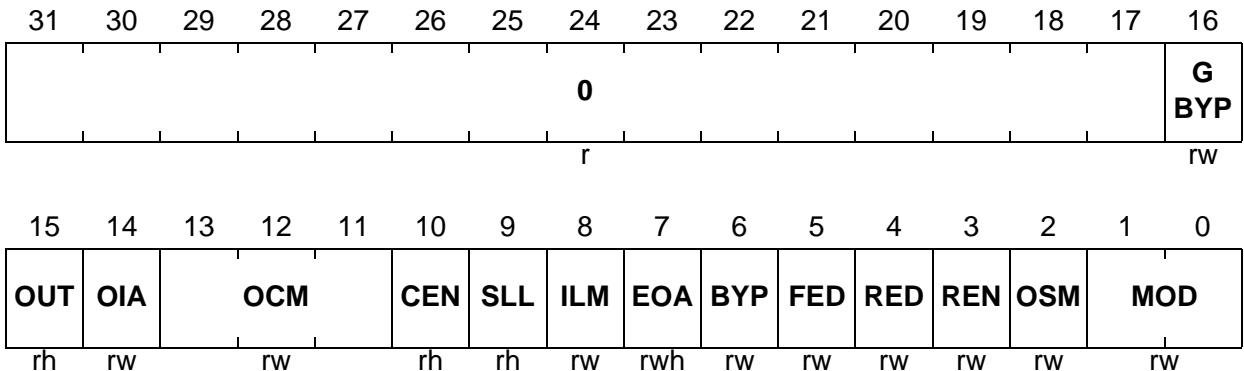 31 30 29 28 27 26 25 24 23 22 21 20 19 18 17 16
0 G
BYP
r rw
15 14 13 12 11 10 9 8 7 6 5 4 3 2 1 0
OUT OIA OCM CEN SLL ILM EOA BYP FED RED REN OSM MOD
rh rw rw rh rh rw rwh rw rw rw rw rw rw